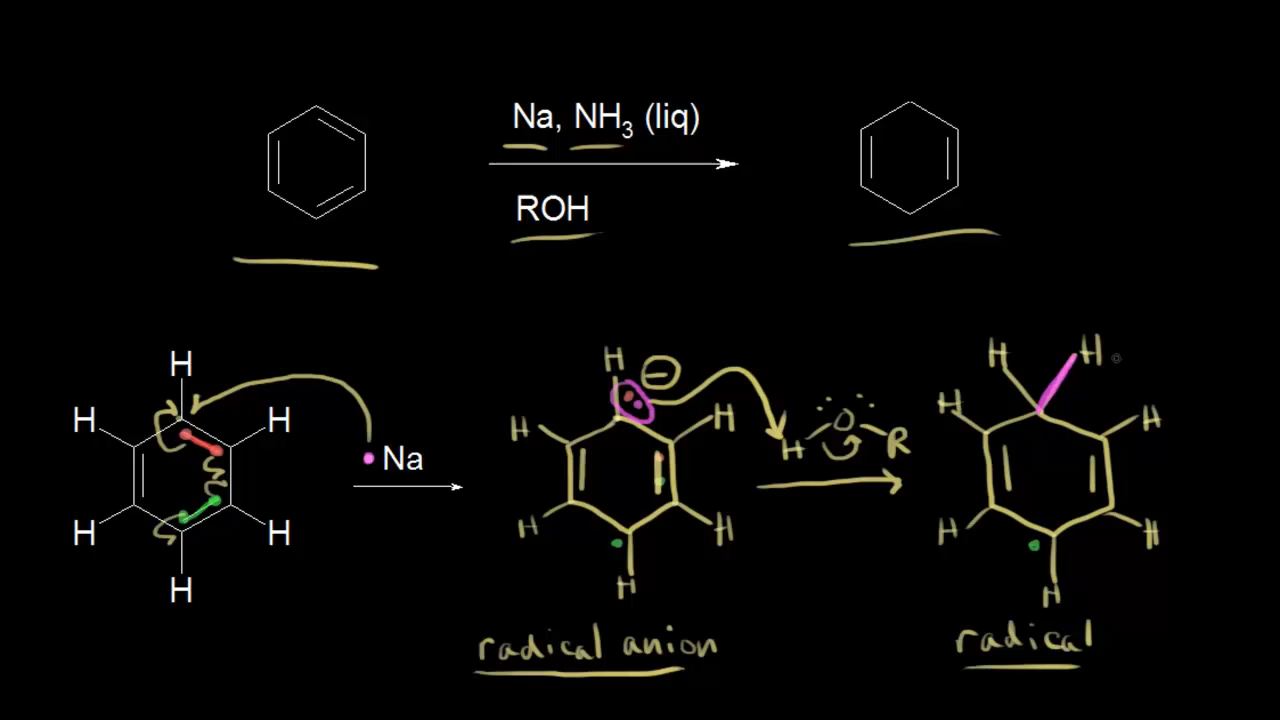 Na, NH₃ (liq)
ROH
H
H H
H H
H
Na
H
−
H H
H H
H
H O R
H H
H H
H H
H
radical anion
radical